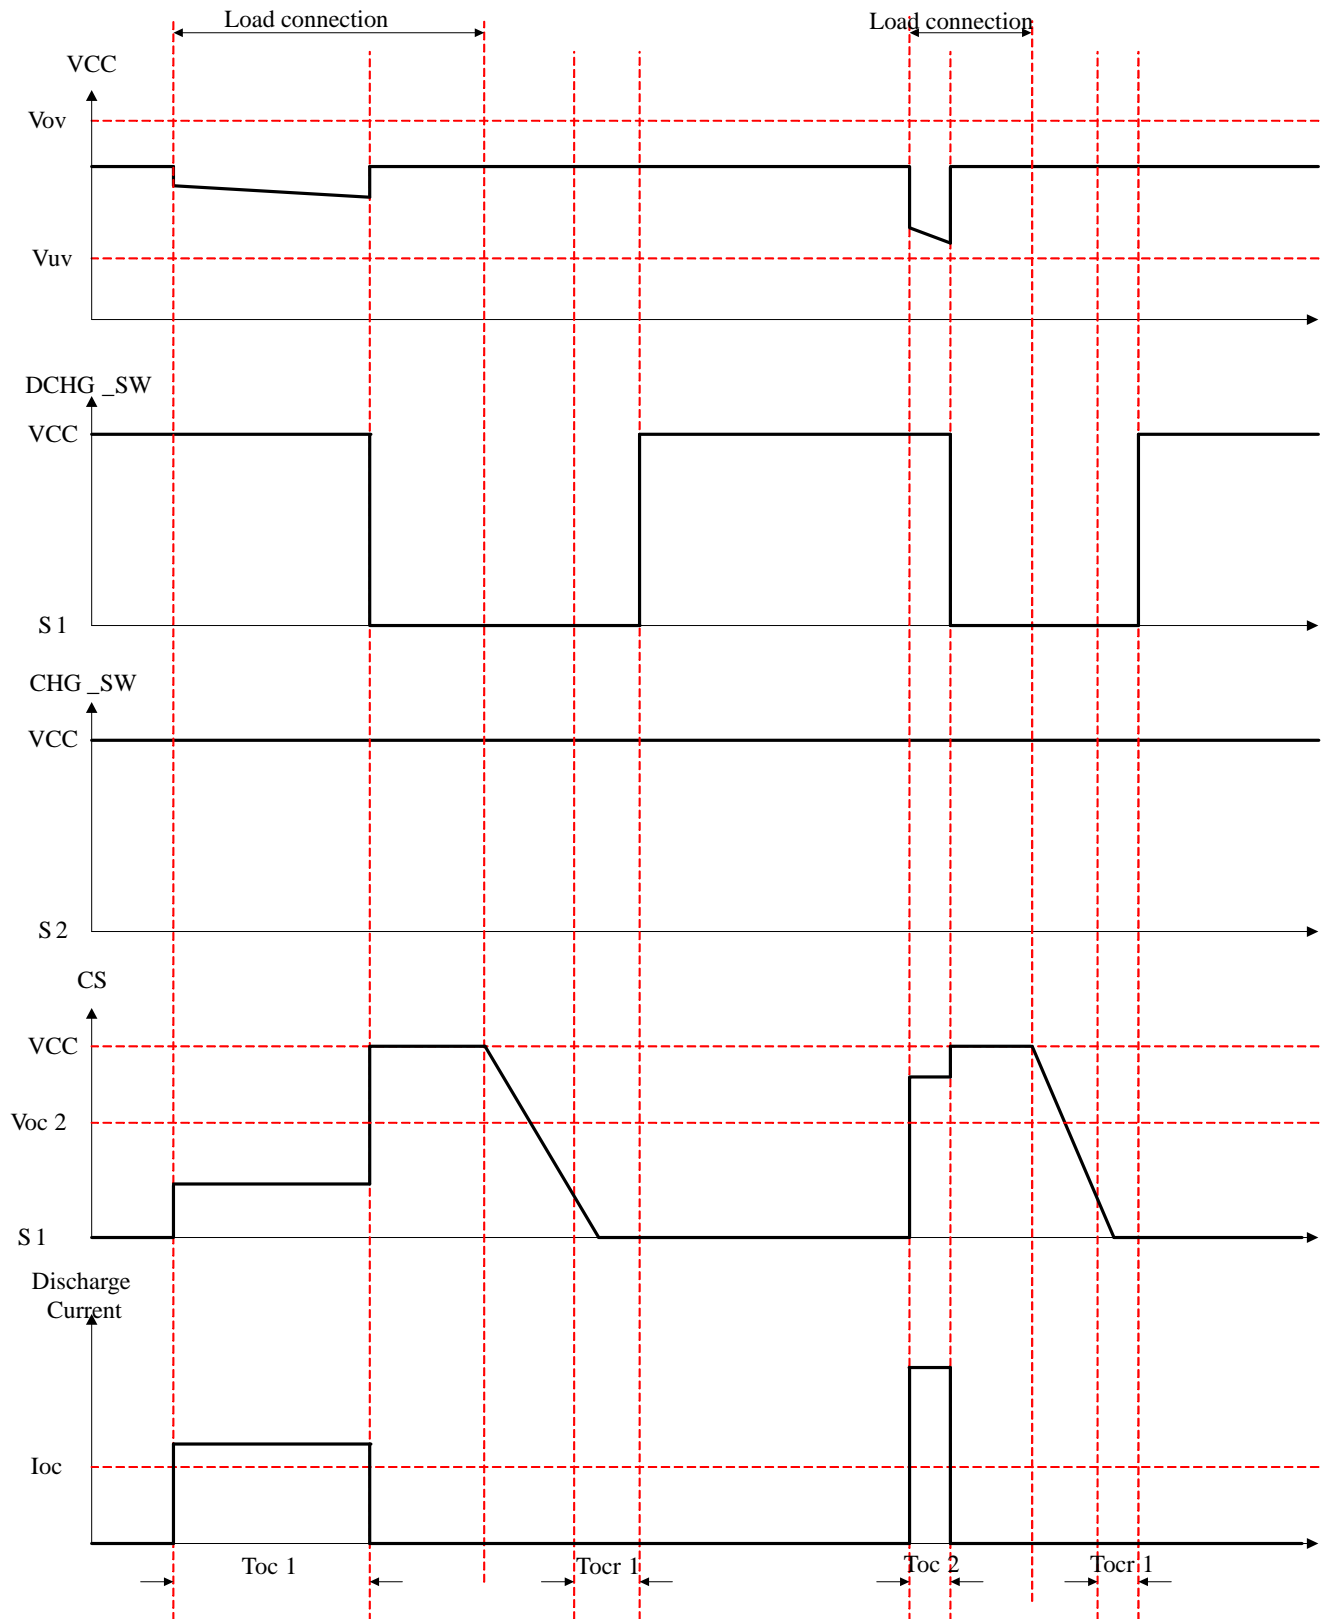 Load connection
Load connection
VCC
Vov
Vuv
DCHG _SW
VCC
S 1
CHG _SW
VCC
S 2
CS
VCC
Voc 2
S 1
Discharge
Current
Ioc
Toc 1
Tocr 1
Toc 2
Tocr 1